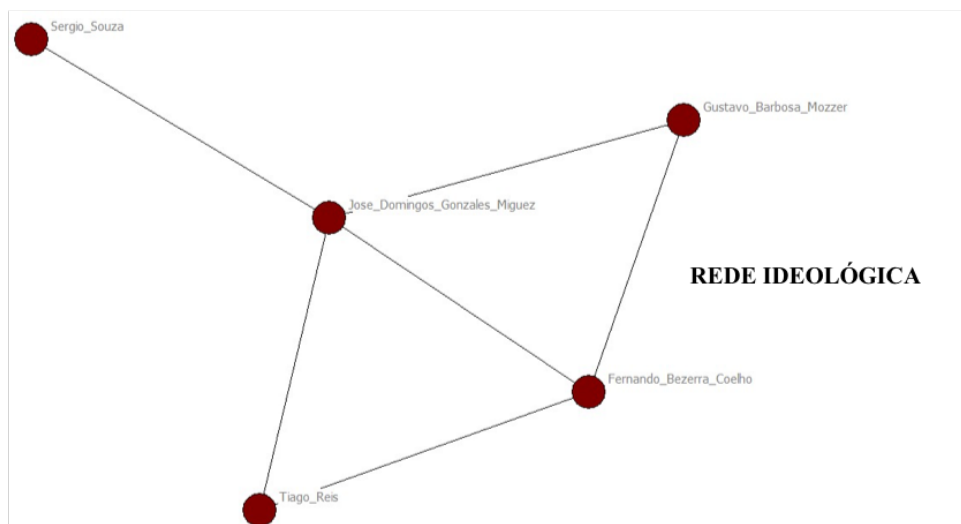 Sergio_Souza
Gustavo_Barbosa_Mozzer
Jose_Domingos_Gonzales_Miguez
REDE IDEOLÓGICA
Fernando_Bezerra_Coelho
Tiago_Reis